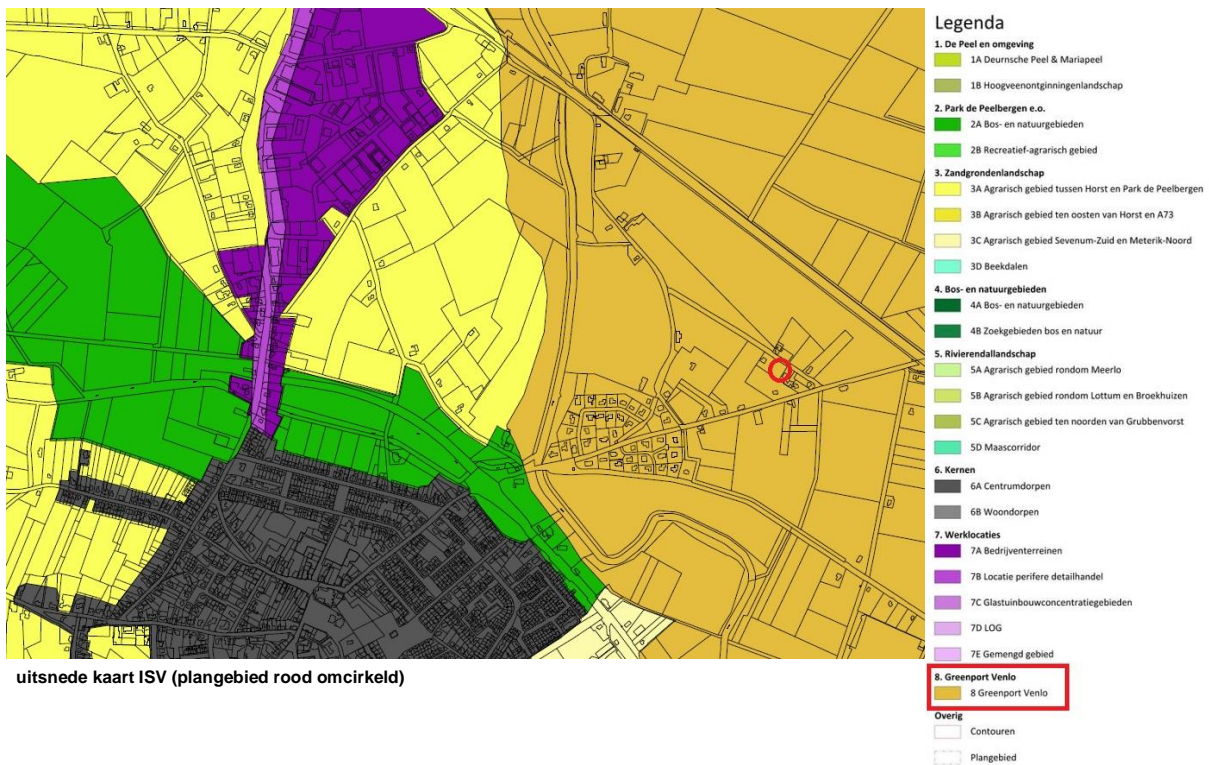 Legenda
1. De Peel en omgeving
1A Deurnsche Peel & Mariapeel
1B Hoogveenontginningenlandschap
2. Park de Peelbergen e.o.
2A Bos- en natuurgebieden
2B Recreatief-agrarisch gebied
3. Zandgrondenlandschap
3A Agrarisch gebied tussen Horst en Park de Peelbergen
3B Agrarisch gebied ten oosten van Horst en A73
3C Agrarisch gebied Sevenum-Zuid en Meterik-Noord
3D Beekdalen
4. Bos- en natuurgebieden
4A Bos- en natuurgebieden
4B Zoekgebieden bos en natuur
5. Rivierendallandschap
5A Agrarisch gebied rondom Meerlo
5B Agrarisch gebied rondom Lottum en Broekhuizen
5C Agrarisch gebied ten noorden van Grubbenvorst
5D Maascorridor
6. Kernen
6A Centrumdorpen
6B Woondorpen
7. Werklocaties
7A Bedrijventerreinen
7B Locatie perifere detailhandel
7C Glastuinbouwconcentratiegebieden
7D LOG
7E Gemengd gebied
8. Greenport Venlo
8 Greenport Venlo
Overig
Contouren
Plangebied
uitsnede kaart ISV (plangebied rood omcirkeld)